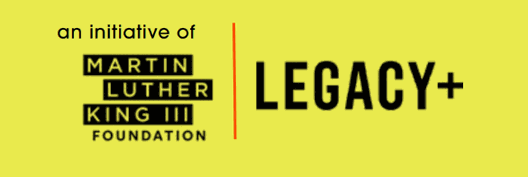 an initiative of
MARTIN
LUTHER
KING III
FOUNDATION
LEGACY+